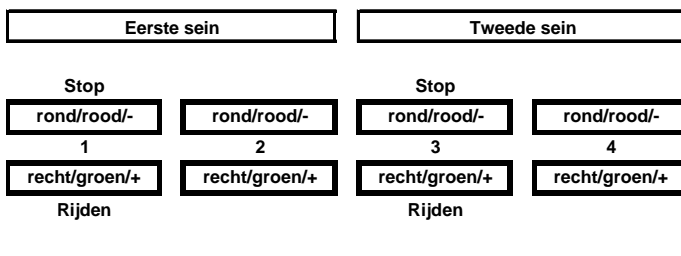 Eerste sein Tweede sein
Stop Stop
rond/rood/- rond/rood/- rond/rood/- rond/rood/-
1 2 3 4
recht/groen/+ recht/groen/+ recht/groen/+ recht/groen/+
Rijden Rijden